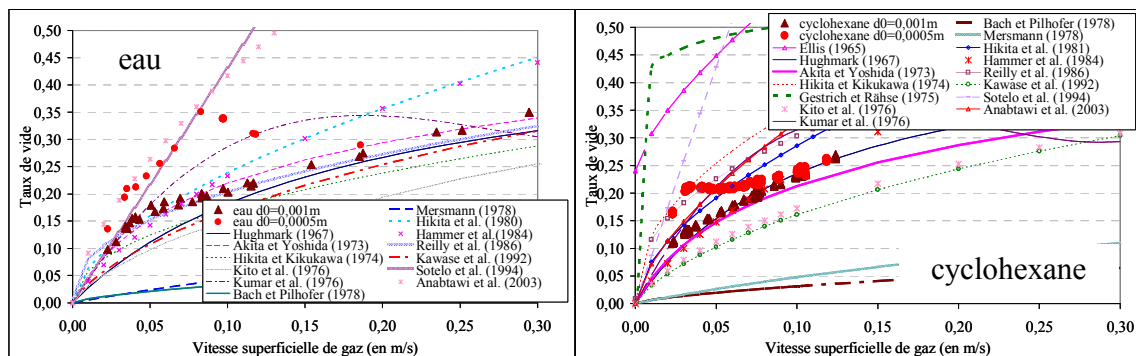 0,50
0,45
0,40
0,35
0,30
0,25
0,20
0,15
0,10
0,05
0,00
Taux de vide
eau
eau d0=0,001m
eau d0=0,0005m
Hughmark (1967)
Akita et Yoshida (1973)
Hikita et Kikukawa (1974)
Kito et al. (1976)
Kumar et al. (1976)
Bach et Pilhofer (1978)
Mersmann (1978)
Hikita et al. (1980)
Hammer et al.(1984)
Reilly et al. (1986)
Kawase et al. (1992)
Sotelo et al. (1994)
Anabtawi et al. (2003)
0,00 0,05 0,10 0,15 0,20 0,25 0,30
Vitesse superficielle de gaz (en m/s)
0,50
0,45
0,40
0,35
0,30
0,25
0,20
0,15
0,10
0,05
0,00
Taux de vide
cyclohexane d0=0,001m
cyclohexane d0=0,0005m
Ellis (1965)
Hughmark (1967)
Akita et Yoshida (1973)
Hikita et Kikukawa (1974)
Gestrich et Rähse (1975)
Kito et al. (1976)
Kumar et al. (1976)
Bach et Pilhofer (1978)
Mersmann (1978)
Hikita et al. (1981)
Hammer et al. (1984)
Reilly et al. (1986)
Kawase et al. (1992)
Sotelo et al. (1994)
Anabtawi et al. (2003)
cyclohexane
0,00 0,05 0,10 0,15 0,20 0,25 0,30
Vitesse superficielle de gaz (en m/s)